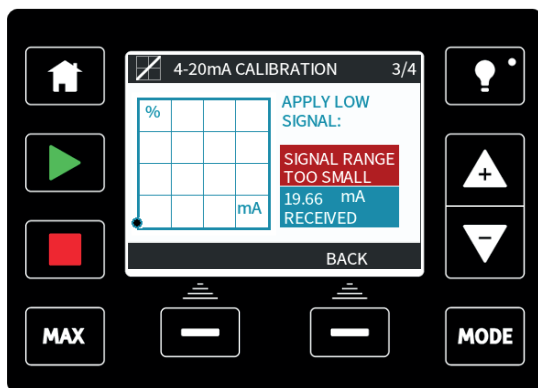 4-20mA CALIBRATION 3/4
%
mA
APPLY LOW
SIGNAL:
SIGNAL RANGE
TOO SMALL
19.66 mA
RECEIVED
BACK
+
−
MAX
MODE